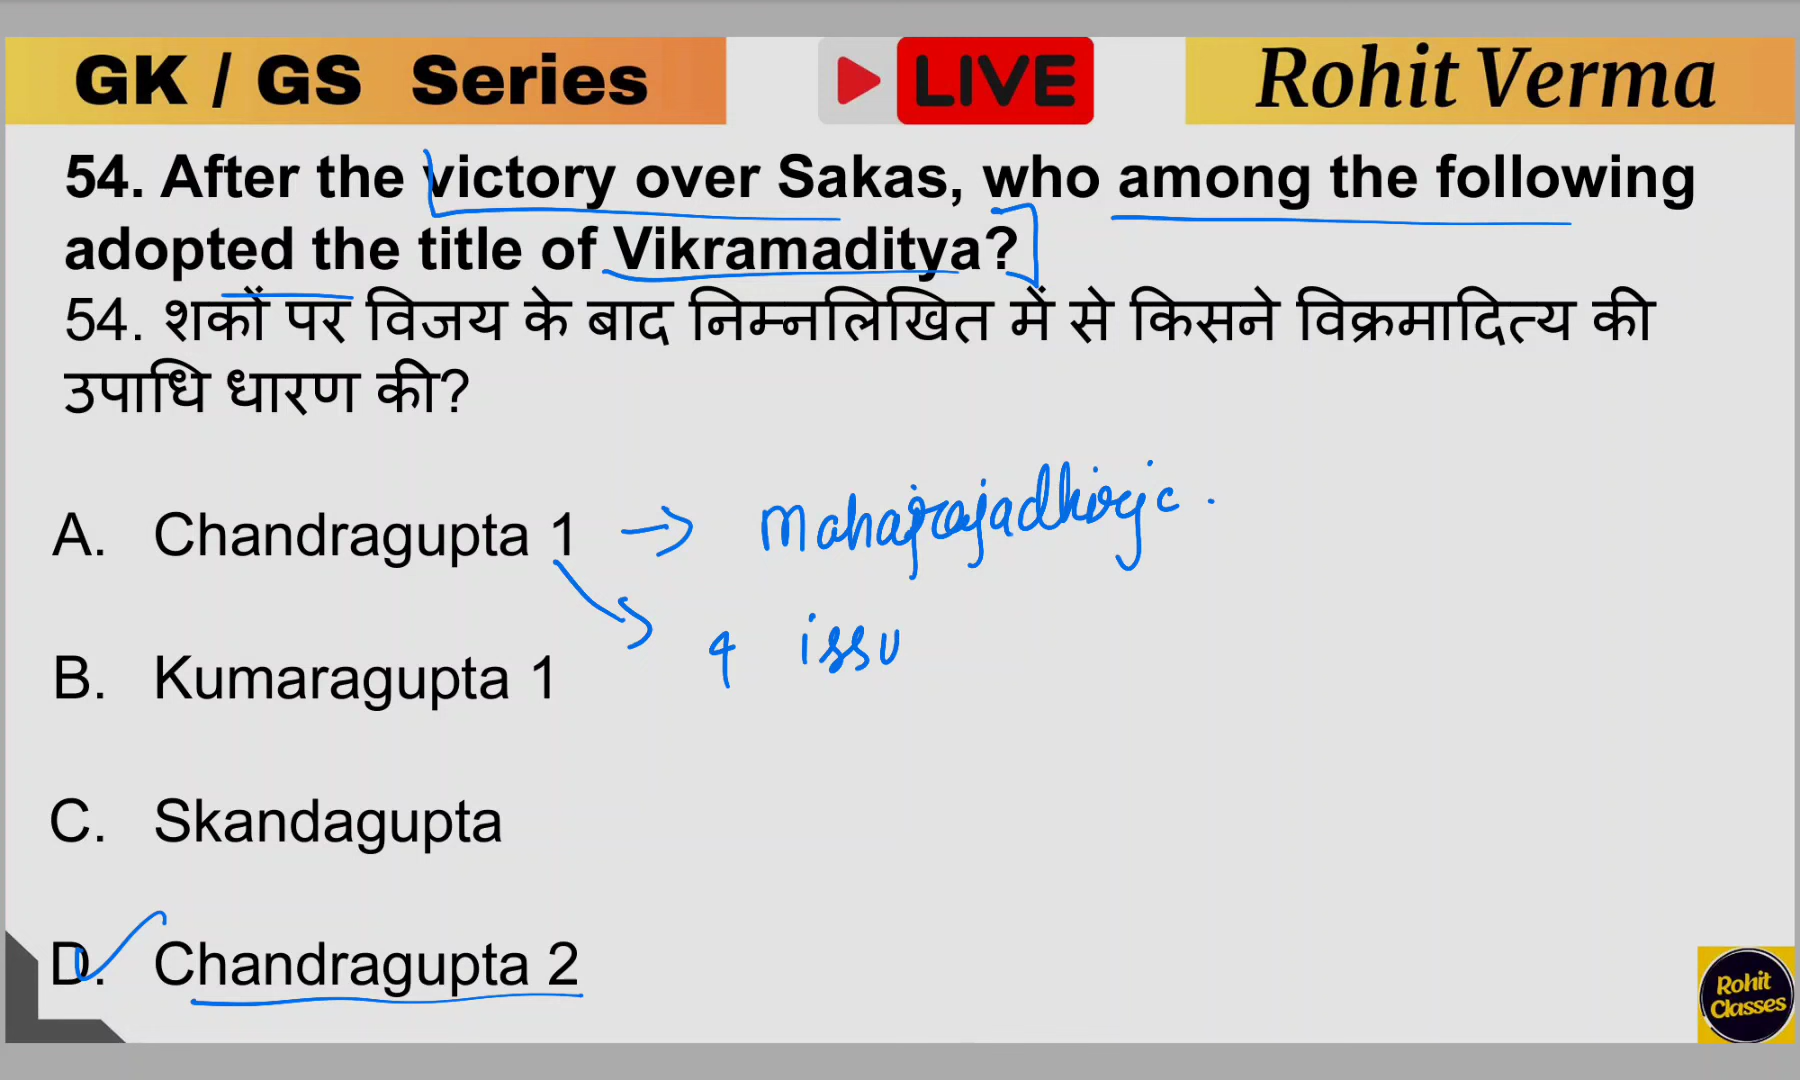 GK / GS Series
LIVE
Rohit Verma
54. After the victory over Sakas, who among the following
adopted the title of Vikramaditya?
54. शकों पर विजय के बाद निम्नलिखित में से किसने विक्रमादित्य की
उपाधि धारण की?
A. Chandragupta 1
B. Kumaragupta 1
issu
C. Skandagupta
D. Chandragupta 2
Rohit
Classes